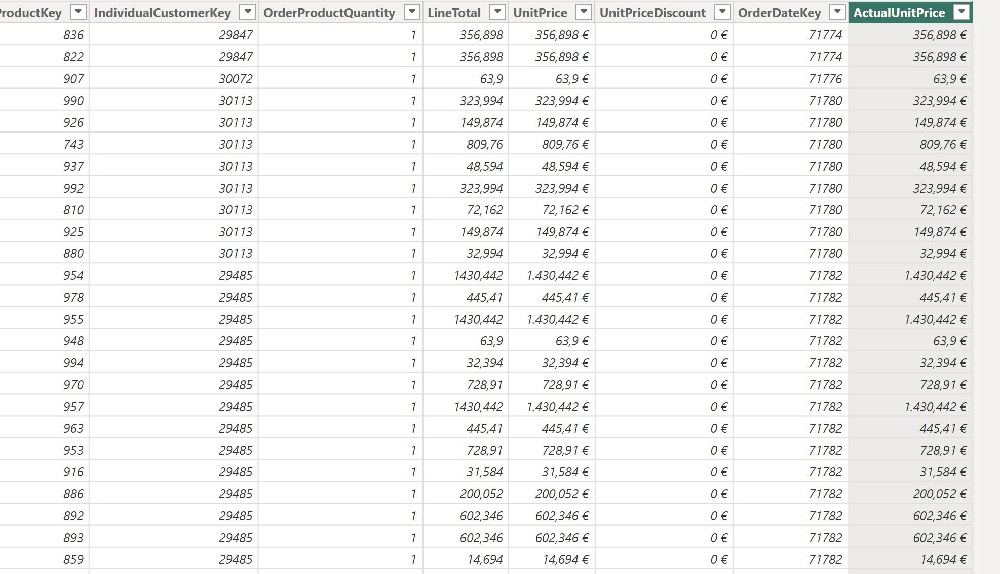 roductKey IndividualCustomerKey OrderProductQuantity LineTotal UnitPrice UnitPriceDiscount OrderDateKey ActualUnitPrice
836 29847 1 356,898 356,898 € 0 € 71774 356,898 €
822 29847 1 356,898 356,898 € 0 € 71774 356,898 €
907 30072 1 63,9 63,9 € 0 € 71776 63,9 €
990 30113 1 323,994 323,994 € 0 € 71780 323,994 €
926 30113 1 149,874 149,874 € 0 € 71780 149,874 €
743 30113 1 809,76 809,76 € 0 € 71780 809,76 €
937 30113 1 48,594 48,594 € 0 € 71780 48,594 €
992 30113 1 323,994 323,994 € 0 € 71780 323,994 €
810 30113 1 72,162 72,162 € 0 € 71780 72,162 €
925 30113 1 149,874 149,874 € 0 € 71780 149,874 €
880 30113 1 32,994 32,994 € 0 € 71780 32,994 €
954 29485 1 1430,442 1.430,442 € 0 € 71782 1.430,442 €
978 29485 1 445,41 445,41 € 0 € 71782 445,41 €
955 29485 1 1430,442 1.430,442 € 0 € 71782 1.430,442 €
948 29485 1 63,9 63,9 € 0 € 71782 63,9 €
994 29485 1 32,394 32,394 € 0 € 71782 32,394 €
970 29485 1 728,91 728,91 € 0 € 71782 728,91 €
957 29485 1 1430,442 1.430,442 € 0 € 71782 1.430,442 €
963 29485 1 445,41 445,41 € 0 € 71782 445,41 €
953 29485 1 728,91 728,91 € 0 € 71782 728,91 €
916 29485 1 31,584 31,584 € 0 € 71782 31,584 €
886 29485 1 200,052 200,052 € 0 € 71782 200,052 €
892 29485 1 602,346 602,346 € 0 € 71782 602,346 €
893 29485 1 602,346 602,346 € 0 € 71782 602,346 €
859 29485 1 14,694 14,694 € 0 € 71782 14,694 €